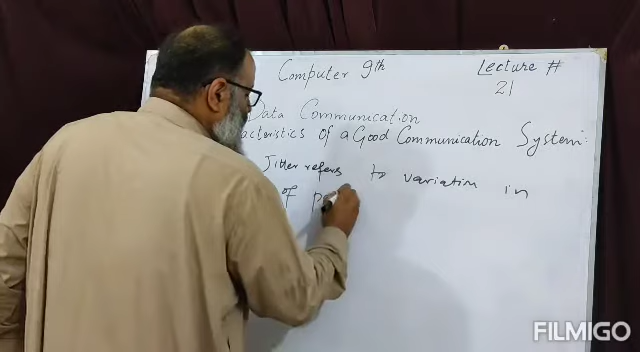 Computer 9th
Lecture #
21
Data Communication
acteristics of a Good Communication System:
Jitter refers to variation in
of
FILMIGO